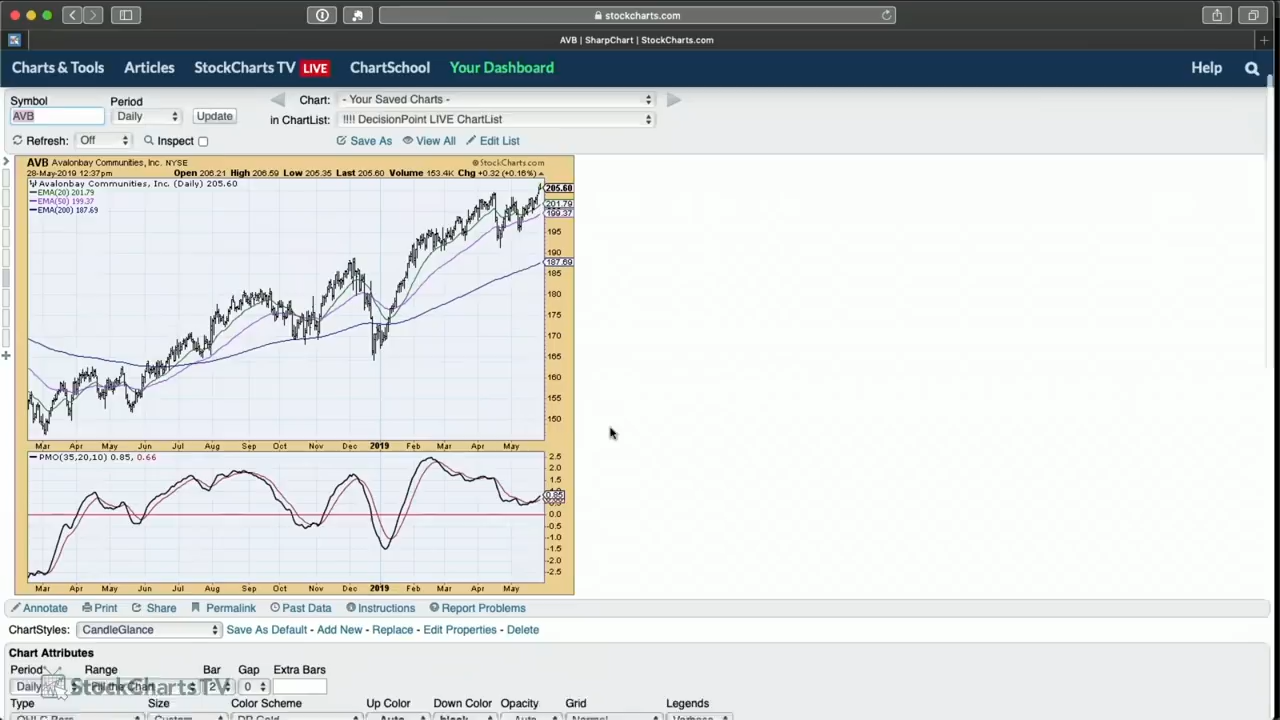 stockcharts.com
AVB | SharpChart | StockCharts.com
Charts & Tools Articles StockCharts TV LIVE ChartSchool Your Dashboard Help
Symbol Period Chart: - Your Saved Charts -
AVB Daily Update in ChartList: !!!! DecisionPoint LIVE ChartList
Refresh: Off Inspect Save As View All Edit List
AVB Avalonbay Communities, Inc. NYSE © StockCharts.com
28-May-2019 12:37pm Open 206.21 High 206.59 Low 205.35 Last 205.60 Volume 153.4K Chg +0.32 (+0.16%)
Avalonbay Communities, Inc. (Daily) 205.60
EMA(20) 201.79
EMA(50) 199.37
EMA(200) 187.69
205.60
201.79
199.37
195
190
187.69
185
180
175
170
165
160
155
150
Mar Apr May Jun Jul Aug Sep Oct Nov Dec 2019 Feb Mar Apr May
PMO(35,20,10) 0.85, 0.66
2.5
2.0
1.5
1.0
0.85
0.0
-0.5
-1.0
-1.5
-2.0
-2.5
Mar Apr May Jun Jul Aug Sep Oct Nov Dec 2019 Feb Mar Apr May
Annotate Print Share Permalink Past Data Instructions Report Problems
ChartStyles: CandleGlance Save As Default - Add New - Replace - Edit Properties - Delete
Chart Attributes
Period Range Bar Gap Extra Bars
Daily Fill the Chart 2 0
StockCharts TV
Type Size Color Scheme Up Color Down Color Opacity Grid Legends